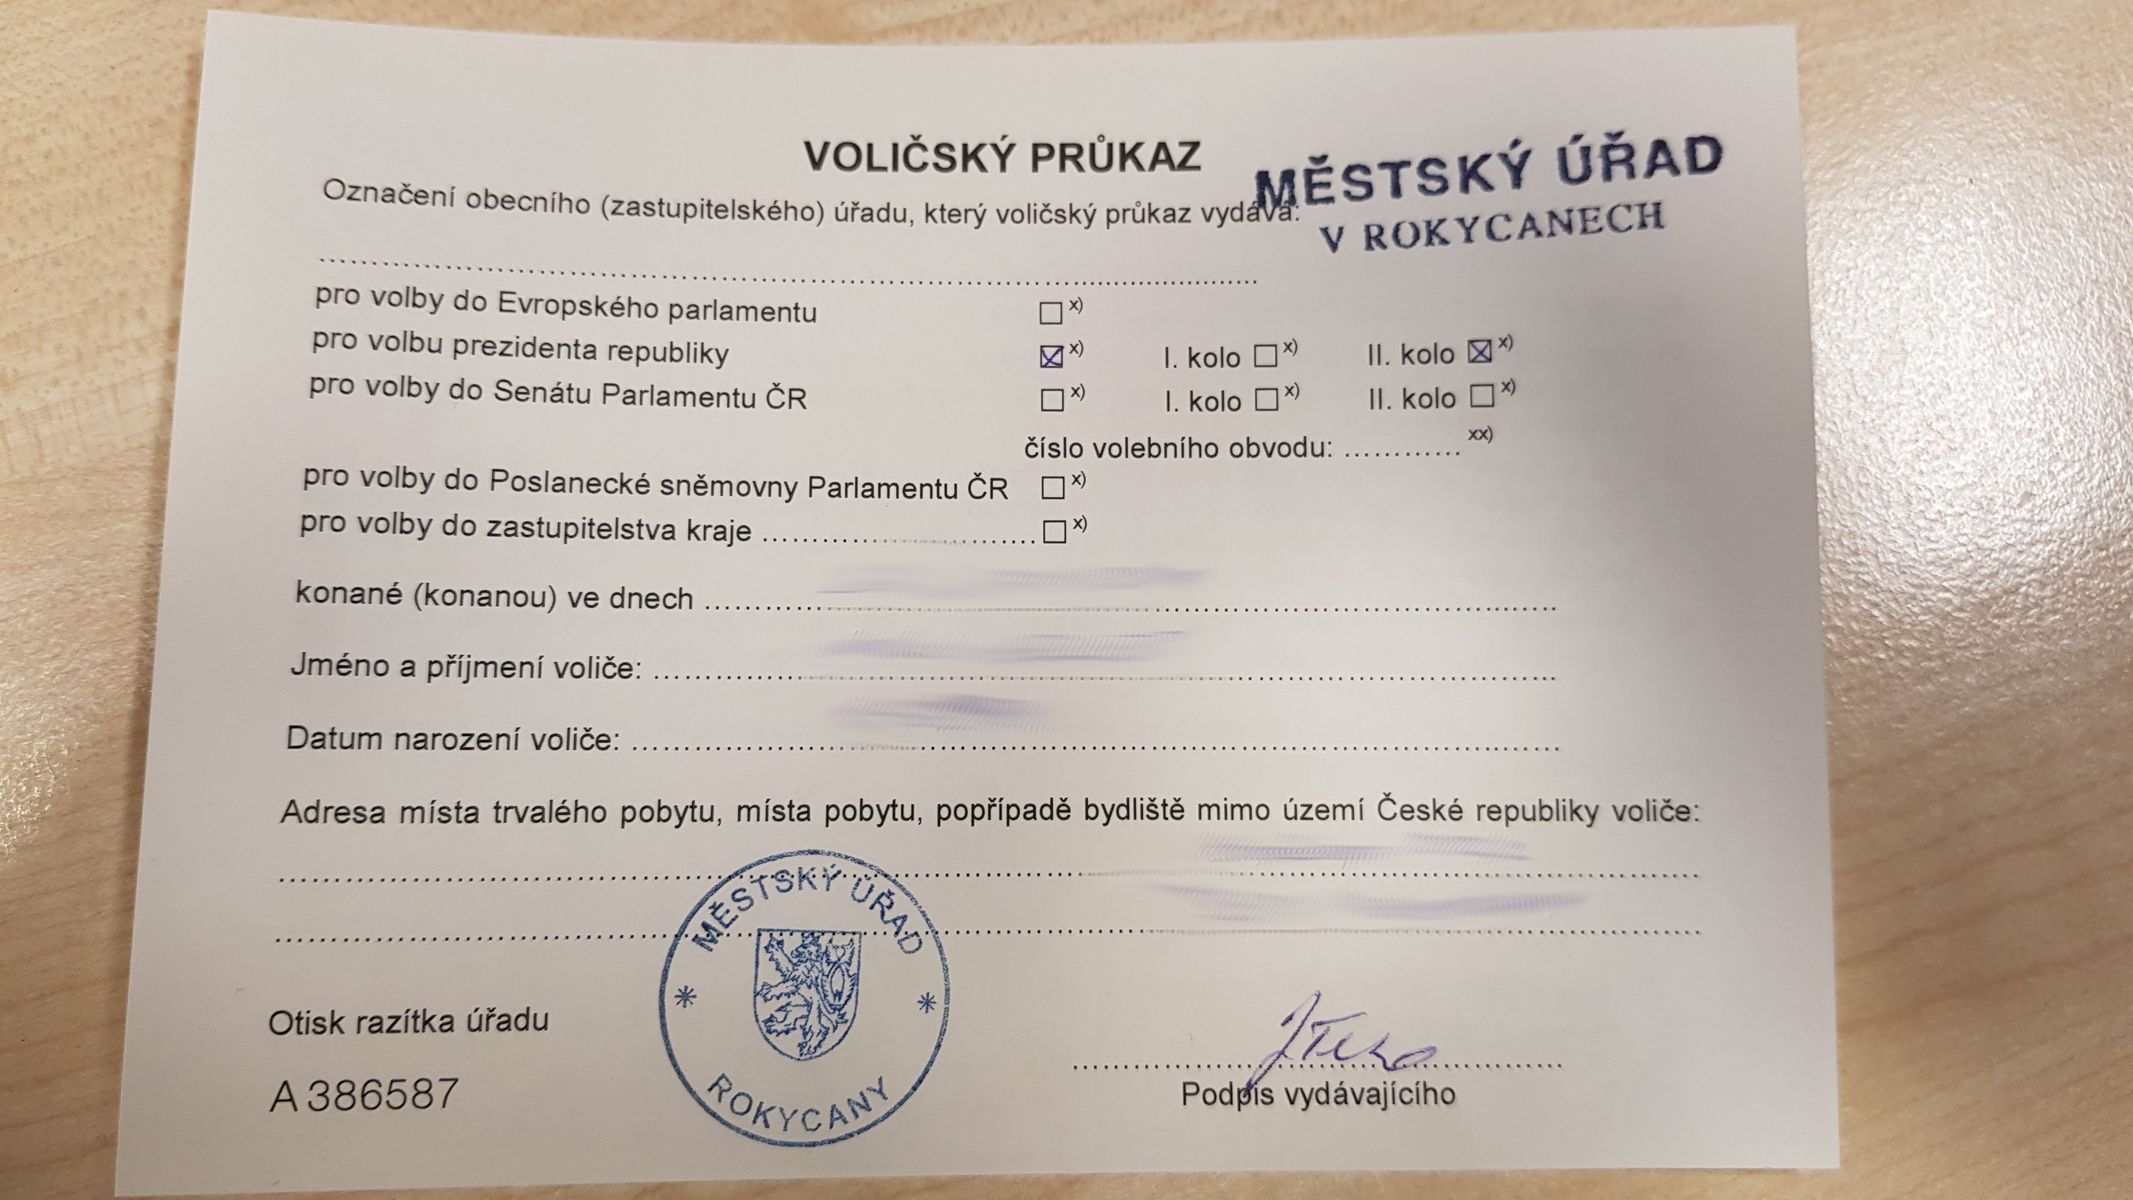 VOLIČSKÝ PRŮKAZ
MĚSTSKÝ ÚŘAD
V ROKYCANECH
Označení obecního (zastupitelského) úřadu, který voličský průkaz vydává:
pro volby do Evropského parlamentu ☐ x)
pro volbu prezidenta republiky ☒ x) I. kolo ☐ x) II. kolo ☒ x)
pro volby do Senátu Parlamentu ČR ☐ x) I. kolo ☐ x) II. kolo ☐ x)
číslo volebního obvodu: ............ xx)
pro volby do Poslanecké sněmovny Parlamentu ČR ☐ x)
pro volby do zastupitelstva kraje ................................. ☐ x)
konané (konanou) ve dnech ................................
Jméno a příjmení voliče: ................................
Datum narození voliče: ................................
Adresa místa trvalého pobytu, místa pobytu, popřípadě bydliště mimo území České republiky voliče:
MĚSTSKÝ ÚŘAD
ROKYCANY
Otisk razítka úřadu
A 386587
Podpis vydávajícího